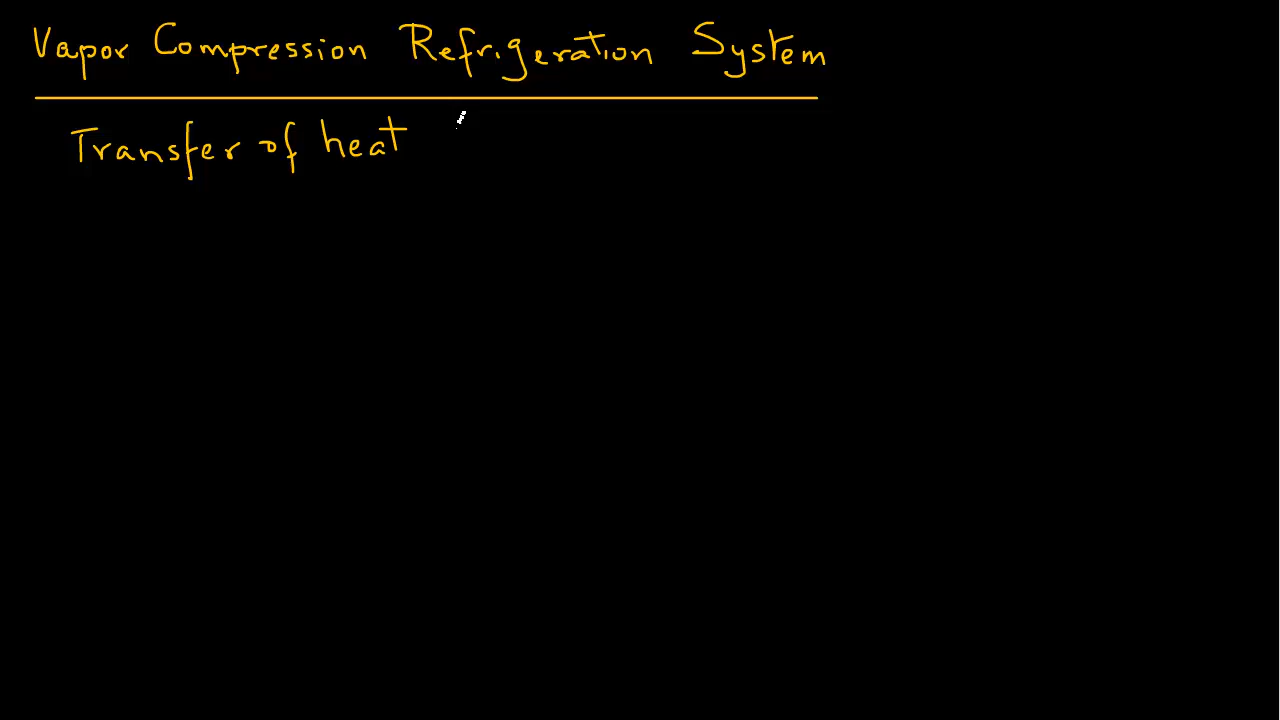 Vapor Compression Refrigeration System
Transfer of heat